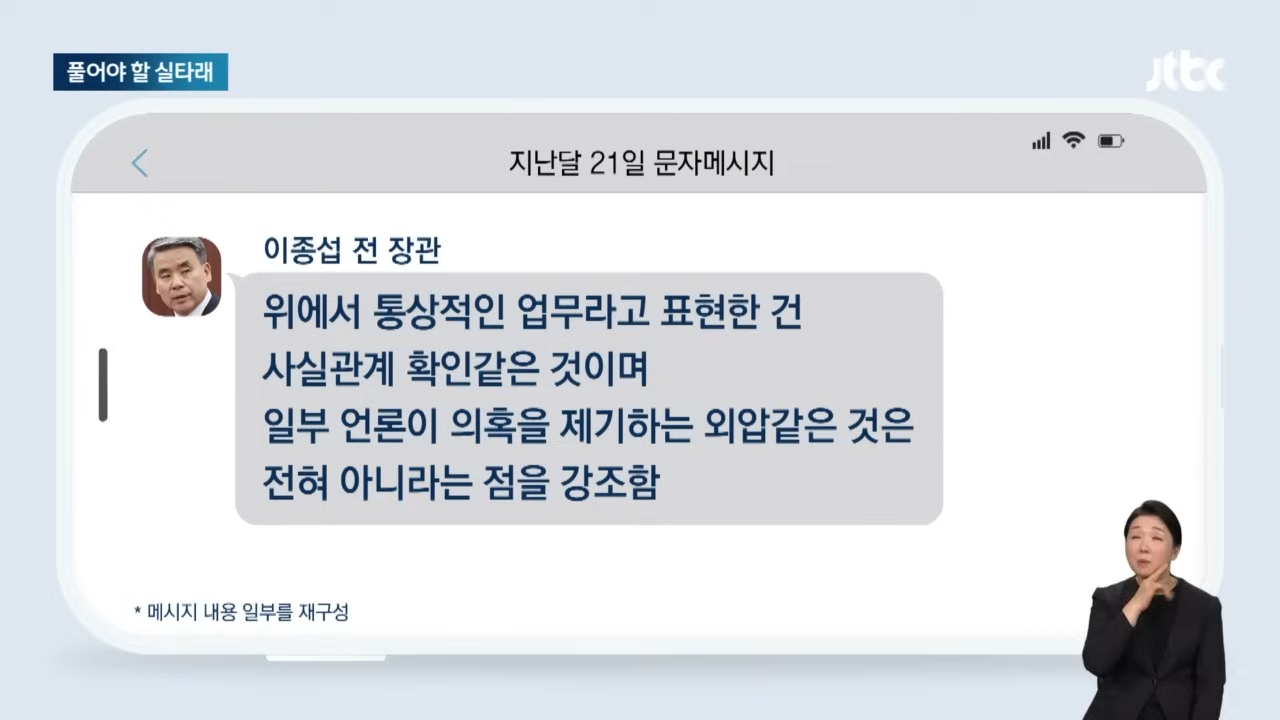 풀어야 할 실타래
jtbc
지난달 21일 문자메시지
이종섭 전 장관
위에서 통상적인 업무라고 표현한 건
사실관계 확인같은 것이며
일부 언론이 의혹을 제기하는 외압같은 것은
전혀 아니라는 점을 강조함
* 메시지 내용 일부를 재구성